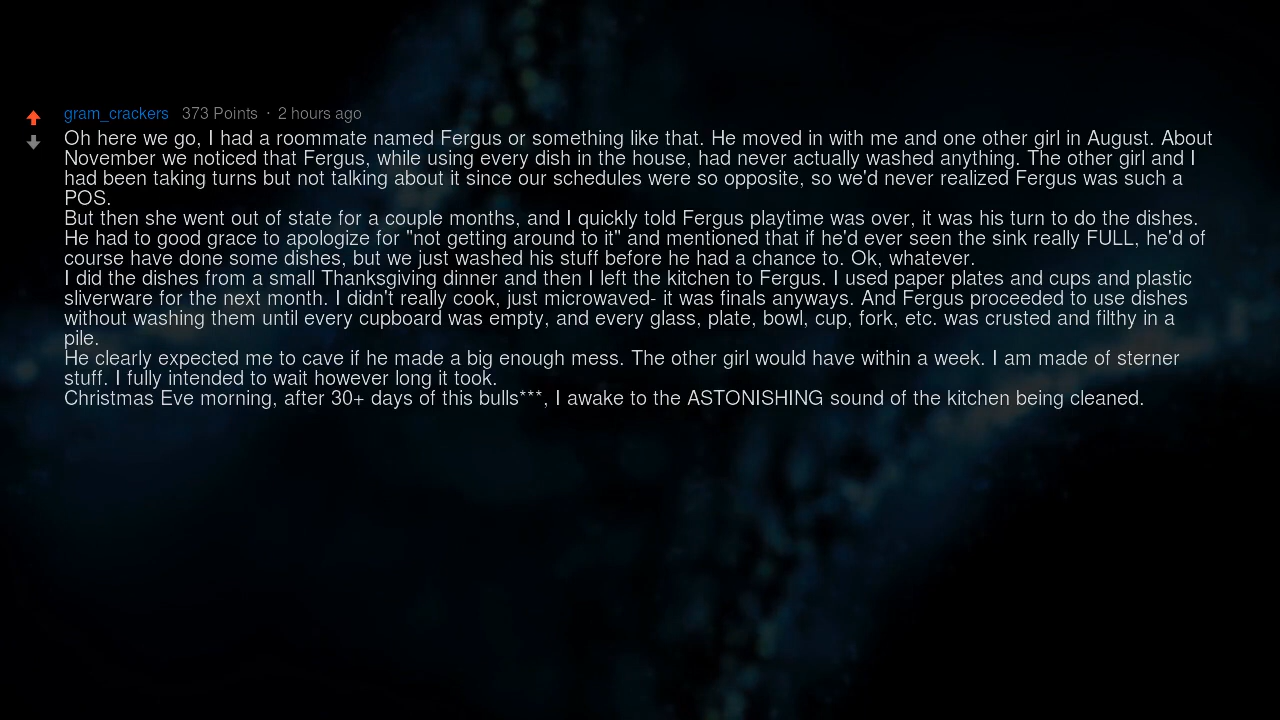 gram_crackers 373 Points · 2 hours ago
Oh here we go, I had a roommate named Fergus or something like that. He moved in with me and one other girl in August. About
November we noticed that Fergus, while using every dish in the house, had never actually washed anything. The other girl and I
had been taking turns but not talking about it since our schedules were so opposite, so we'd never realized Fergus was such a
POS.
But then she went out of state for a couple months, and I quickly told Fergus playtime was over, it was his turn to do the dishes.
He had to good grace to apologize for "not getting around to it" and mentioned that if he'd ever seen the sink really FULL, he'd of
course have done some dishes, but we just washed his stuff before he had a chance to. Ok, whatever.
I did the dishes from a small Thanksgiving dinner and then I left the kitchen to Fergus. I used paper plates and cups and plastic
sliverware for the next month. I didn't really cook, just microwaved- it was finals anyways. And Fergus proceeded to use dishes
without washing them until every cupboard was empty, and every glass, plate, bowl, cup, fork, etc. was crusted and filthy in a
pile.
He clearly expected me to cave if he made a big enough mess. The other girl would have within a week. I am made of sterner
stuff. I fully intended to wait however long it took.
Christmas Eve morning, after 30+ days of this bulls***, I awake to the ASTONISHING sound of the kitchen being cleaned.